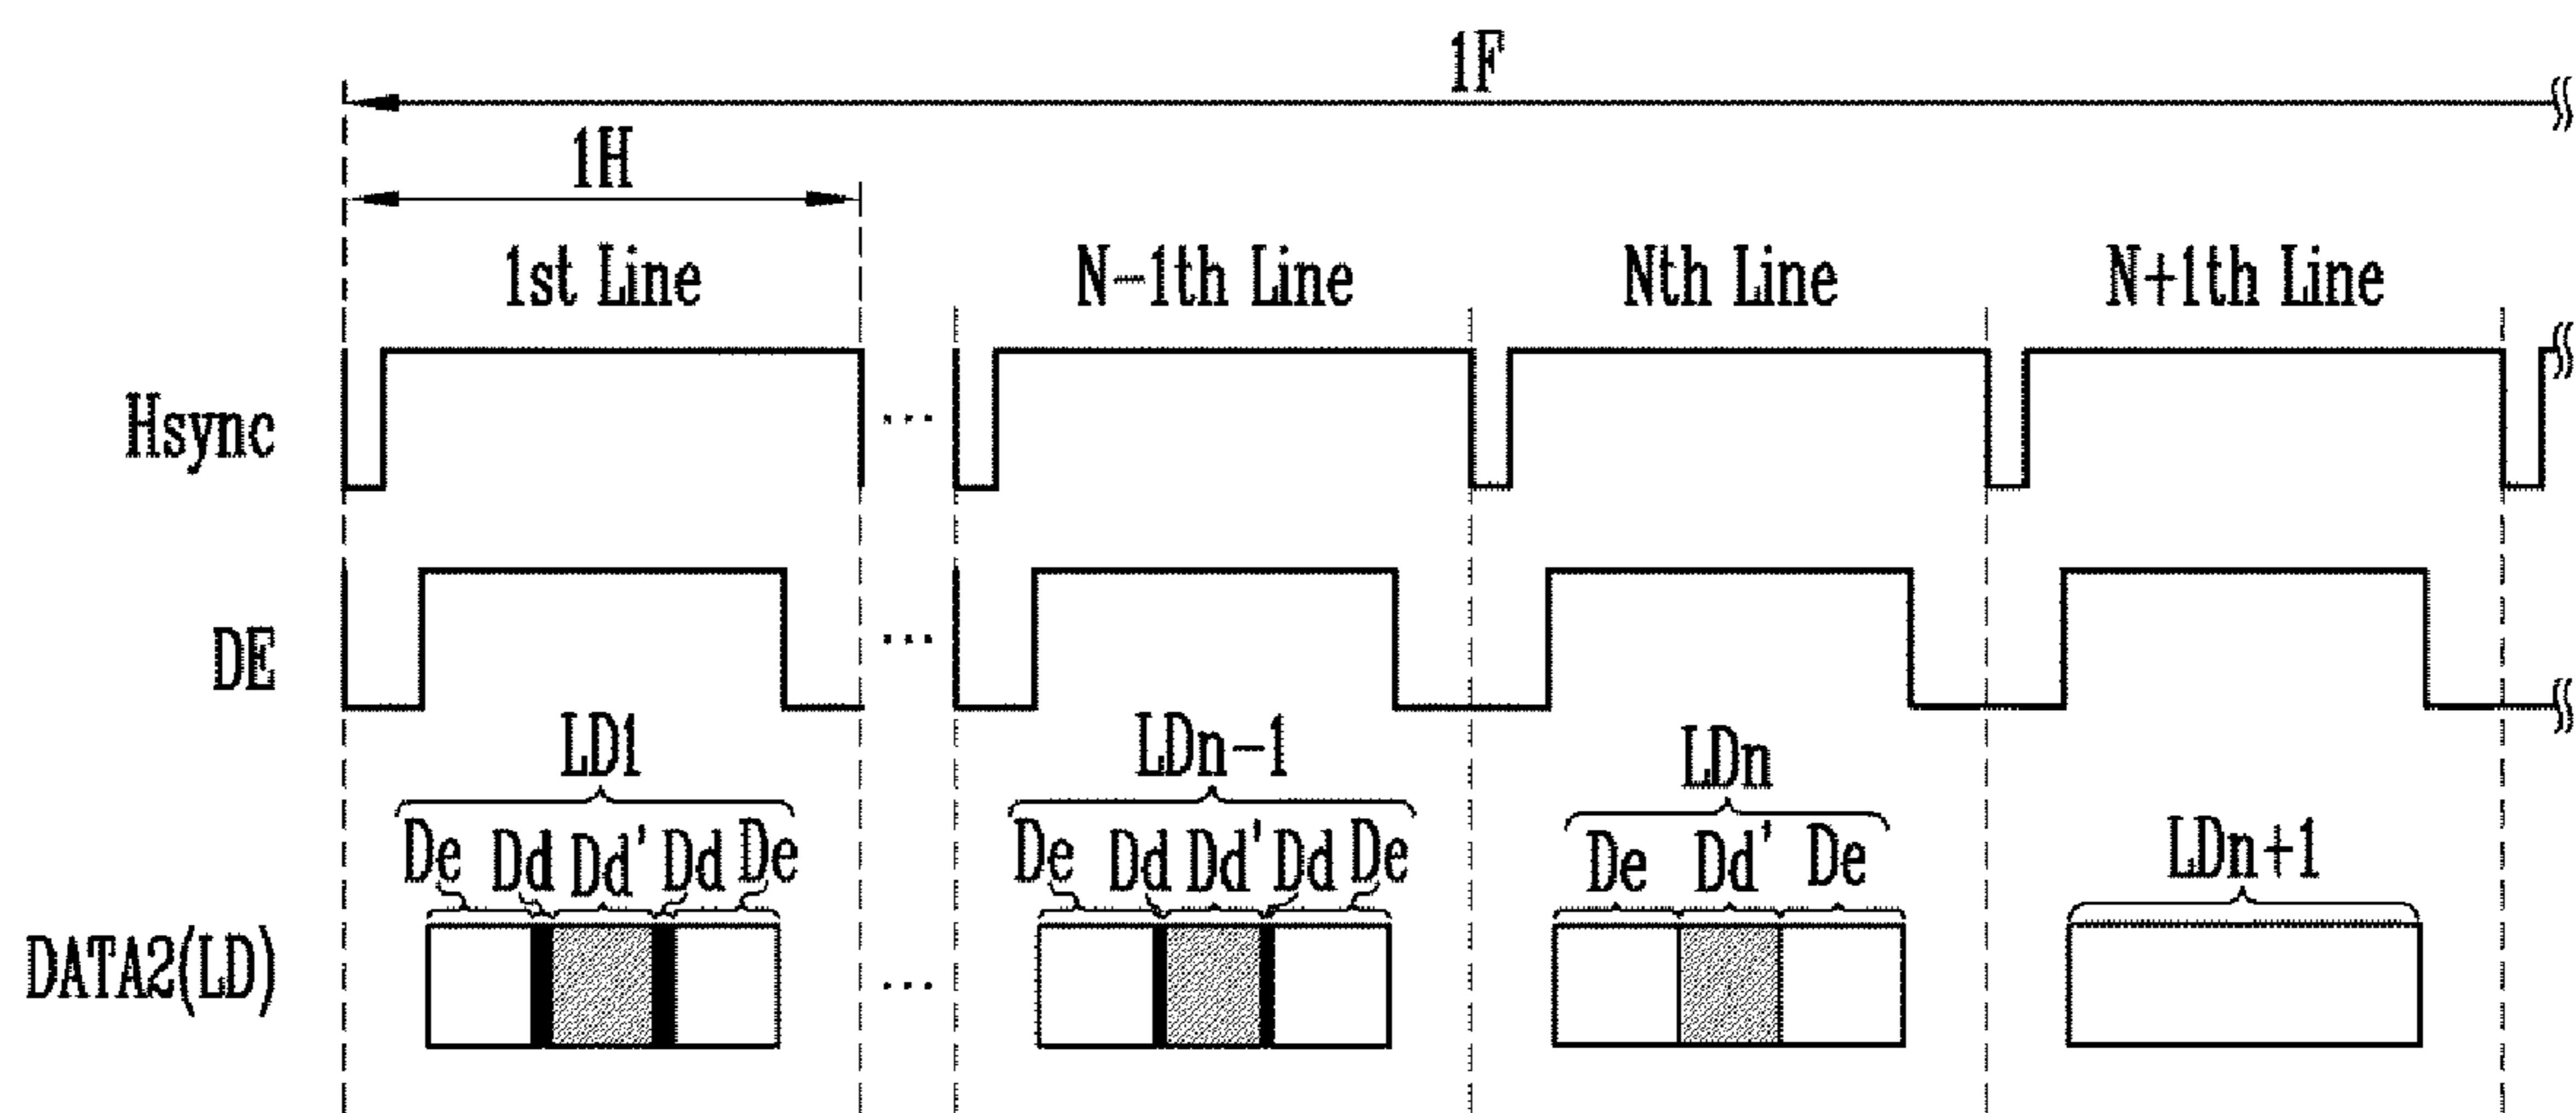 1F
1H
1st Line N-1th Line Nth Line N+1th Line
Hsync ...
DE ...
LD1 LDn-1 LDn LDn+1
De Dd Dd' Dd De De Dd Dd' Dd De De Dd' De
DATA2(LD) ...